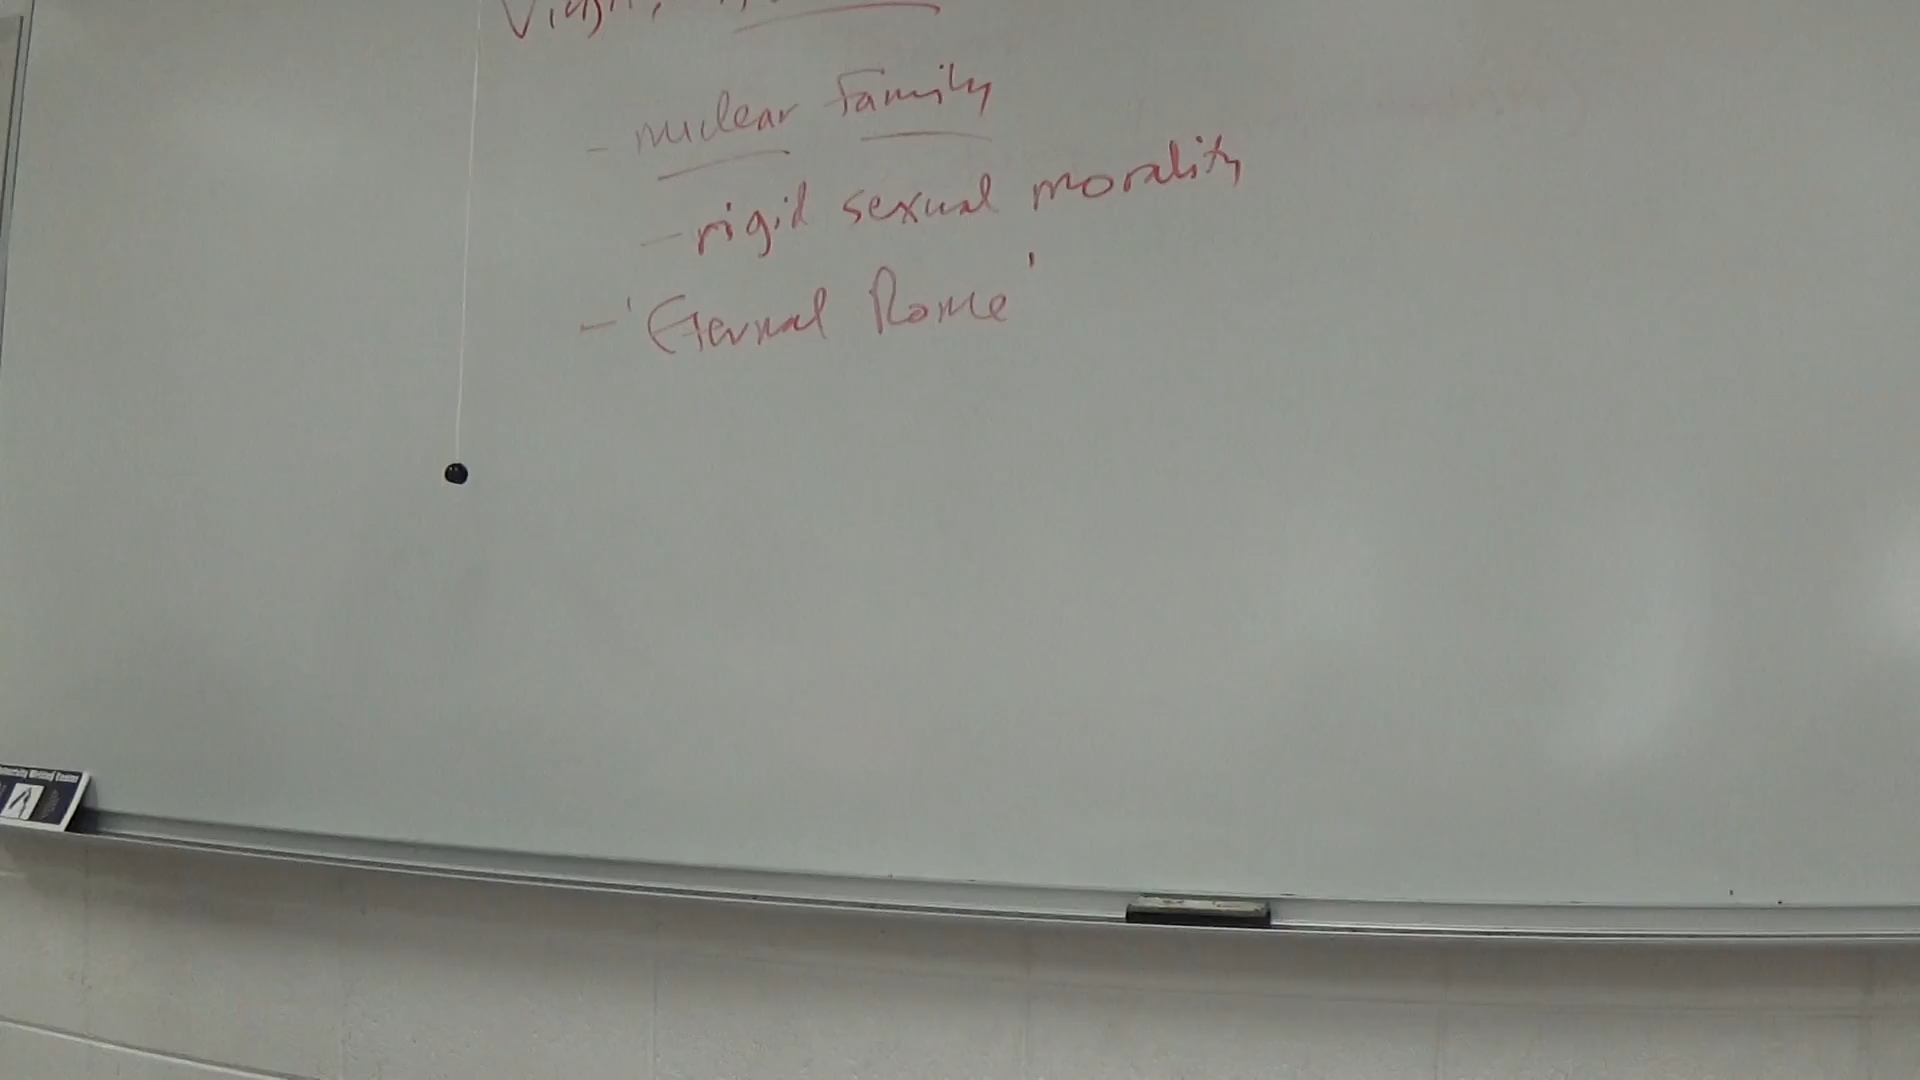 - nuclear Family
- rigid sexual morality
- 'Eternal Rome'